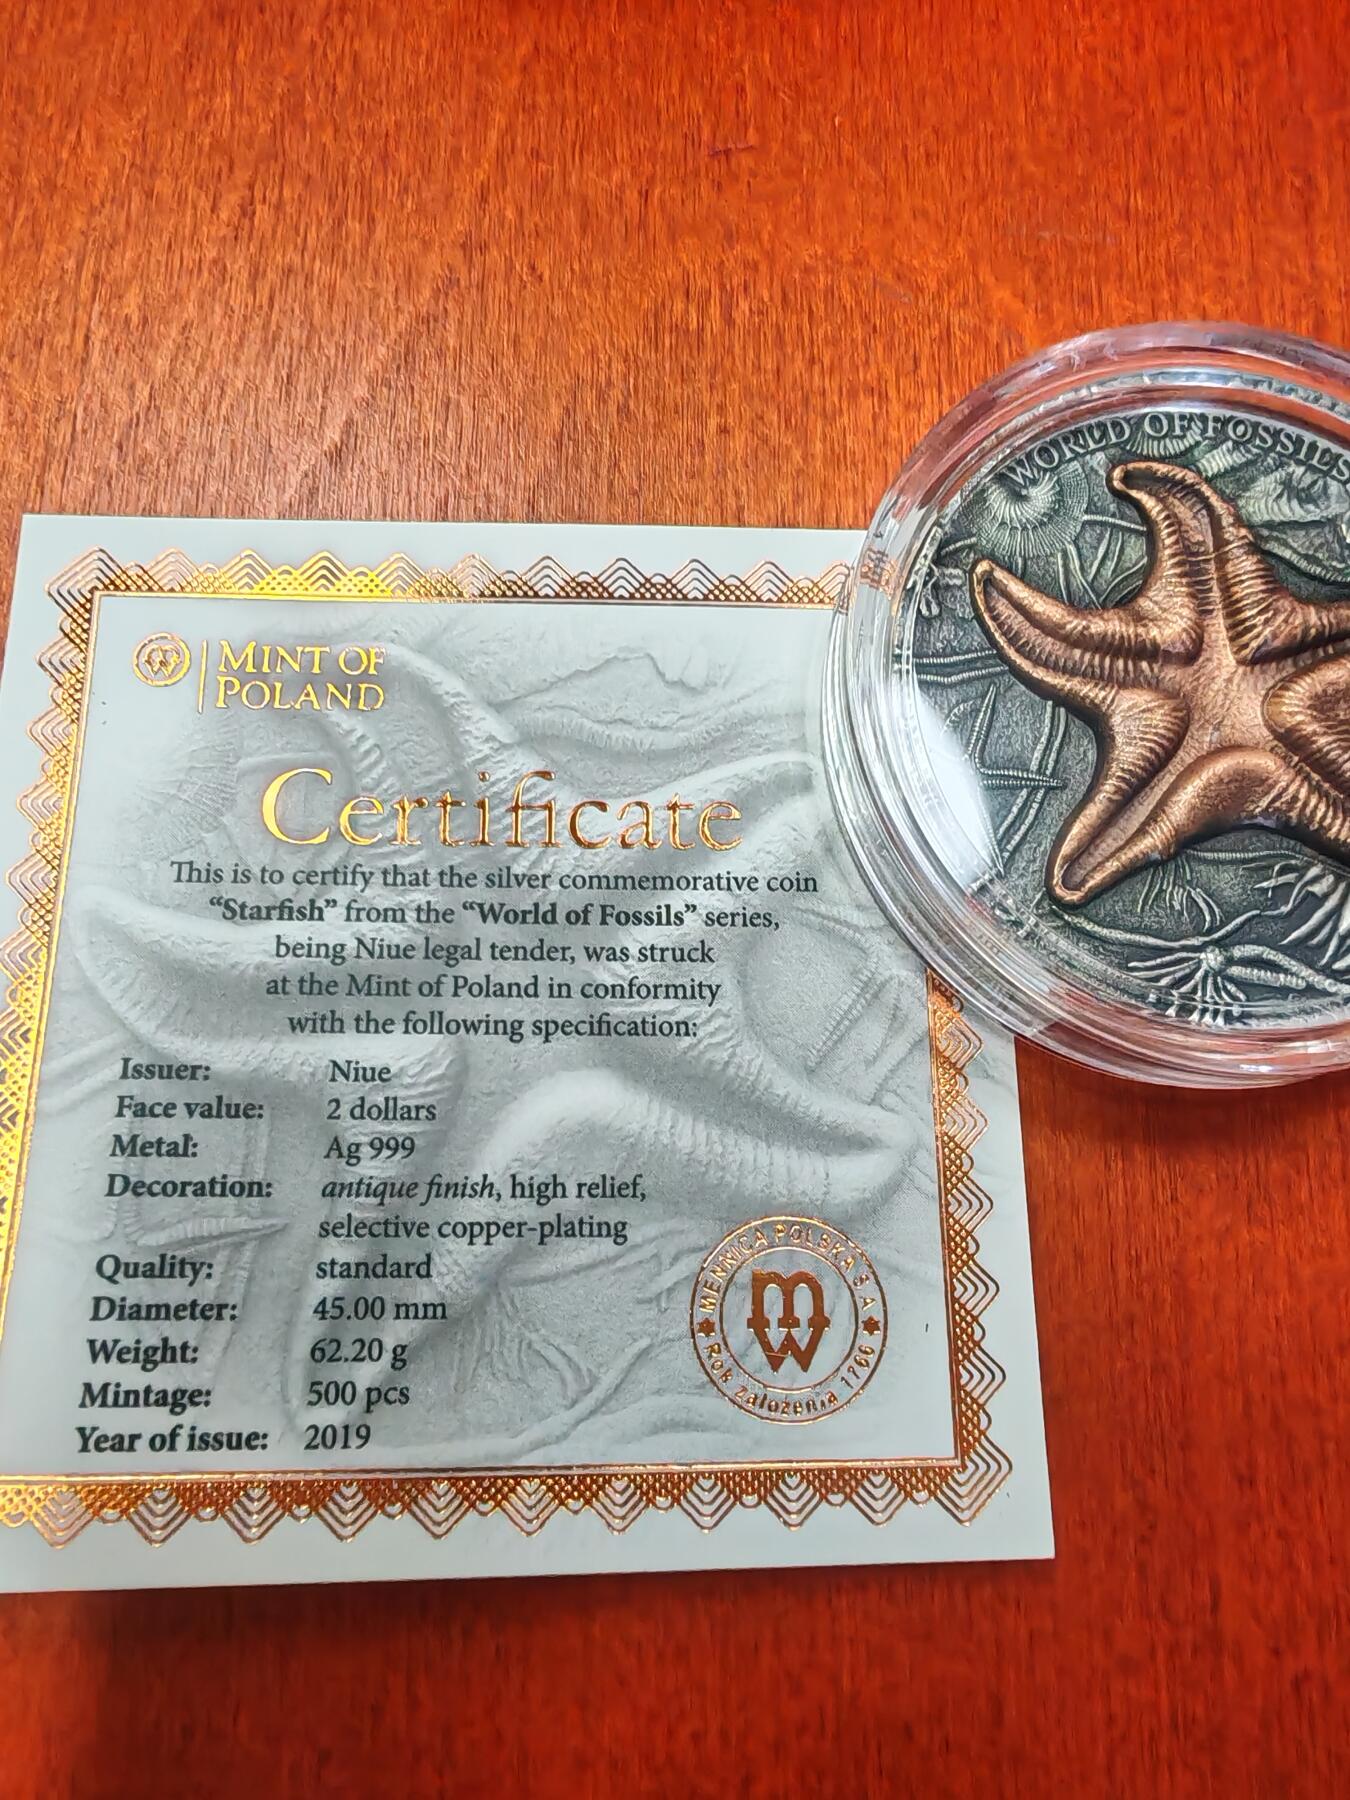 WORLD OF FOSSILS
MINT OF
POLAND
Certificate
This is to certify that the silver commemorative coin
“Starfish” from the “World of Fossils” series,
being Niue legal tender, was struck
at the Mint of Poland in conformity
with the following specification:
Issuer: Niue
Face value: 2 dollars
Metal: Ag 999
Decoration: antique finish, high relief,
selective copper-plating
Quality: standard
Diameter: 45.00 mm
Weight: 62.20 g
Mintage: 500 pcs
Year of issue: 2019
MENNICA POLSKA S.A.
Rok założenia 1766